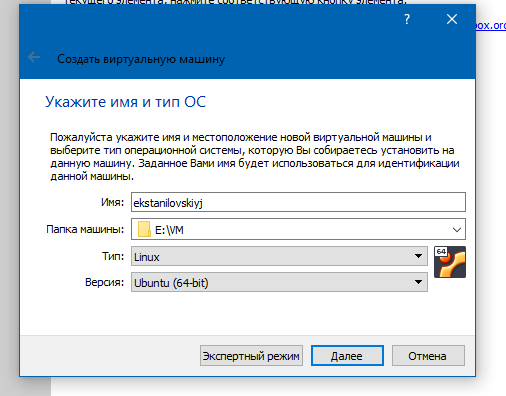 текущего элемента, нажмите соответствующую кнопку элемента.
box.org
?
Создать виртуальную машину
Укажите имя и тип ОС
Пожалуйста укажите имя и местоположение новой виртуальной машины и
выберите тип операционной системы, которую Вы собираетесь установить на
данную машину. Заданное Вами имя будет использоваться для идентификации
данной машины.
Имя: ekstanilovskiyj
Папка машины: E:\VM
Тип: Linux
64
Версия: Ubuntu (64-bit)
Экспертный режим Далее Отмена